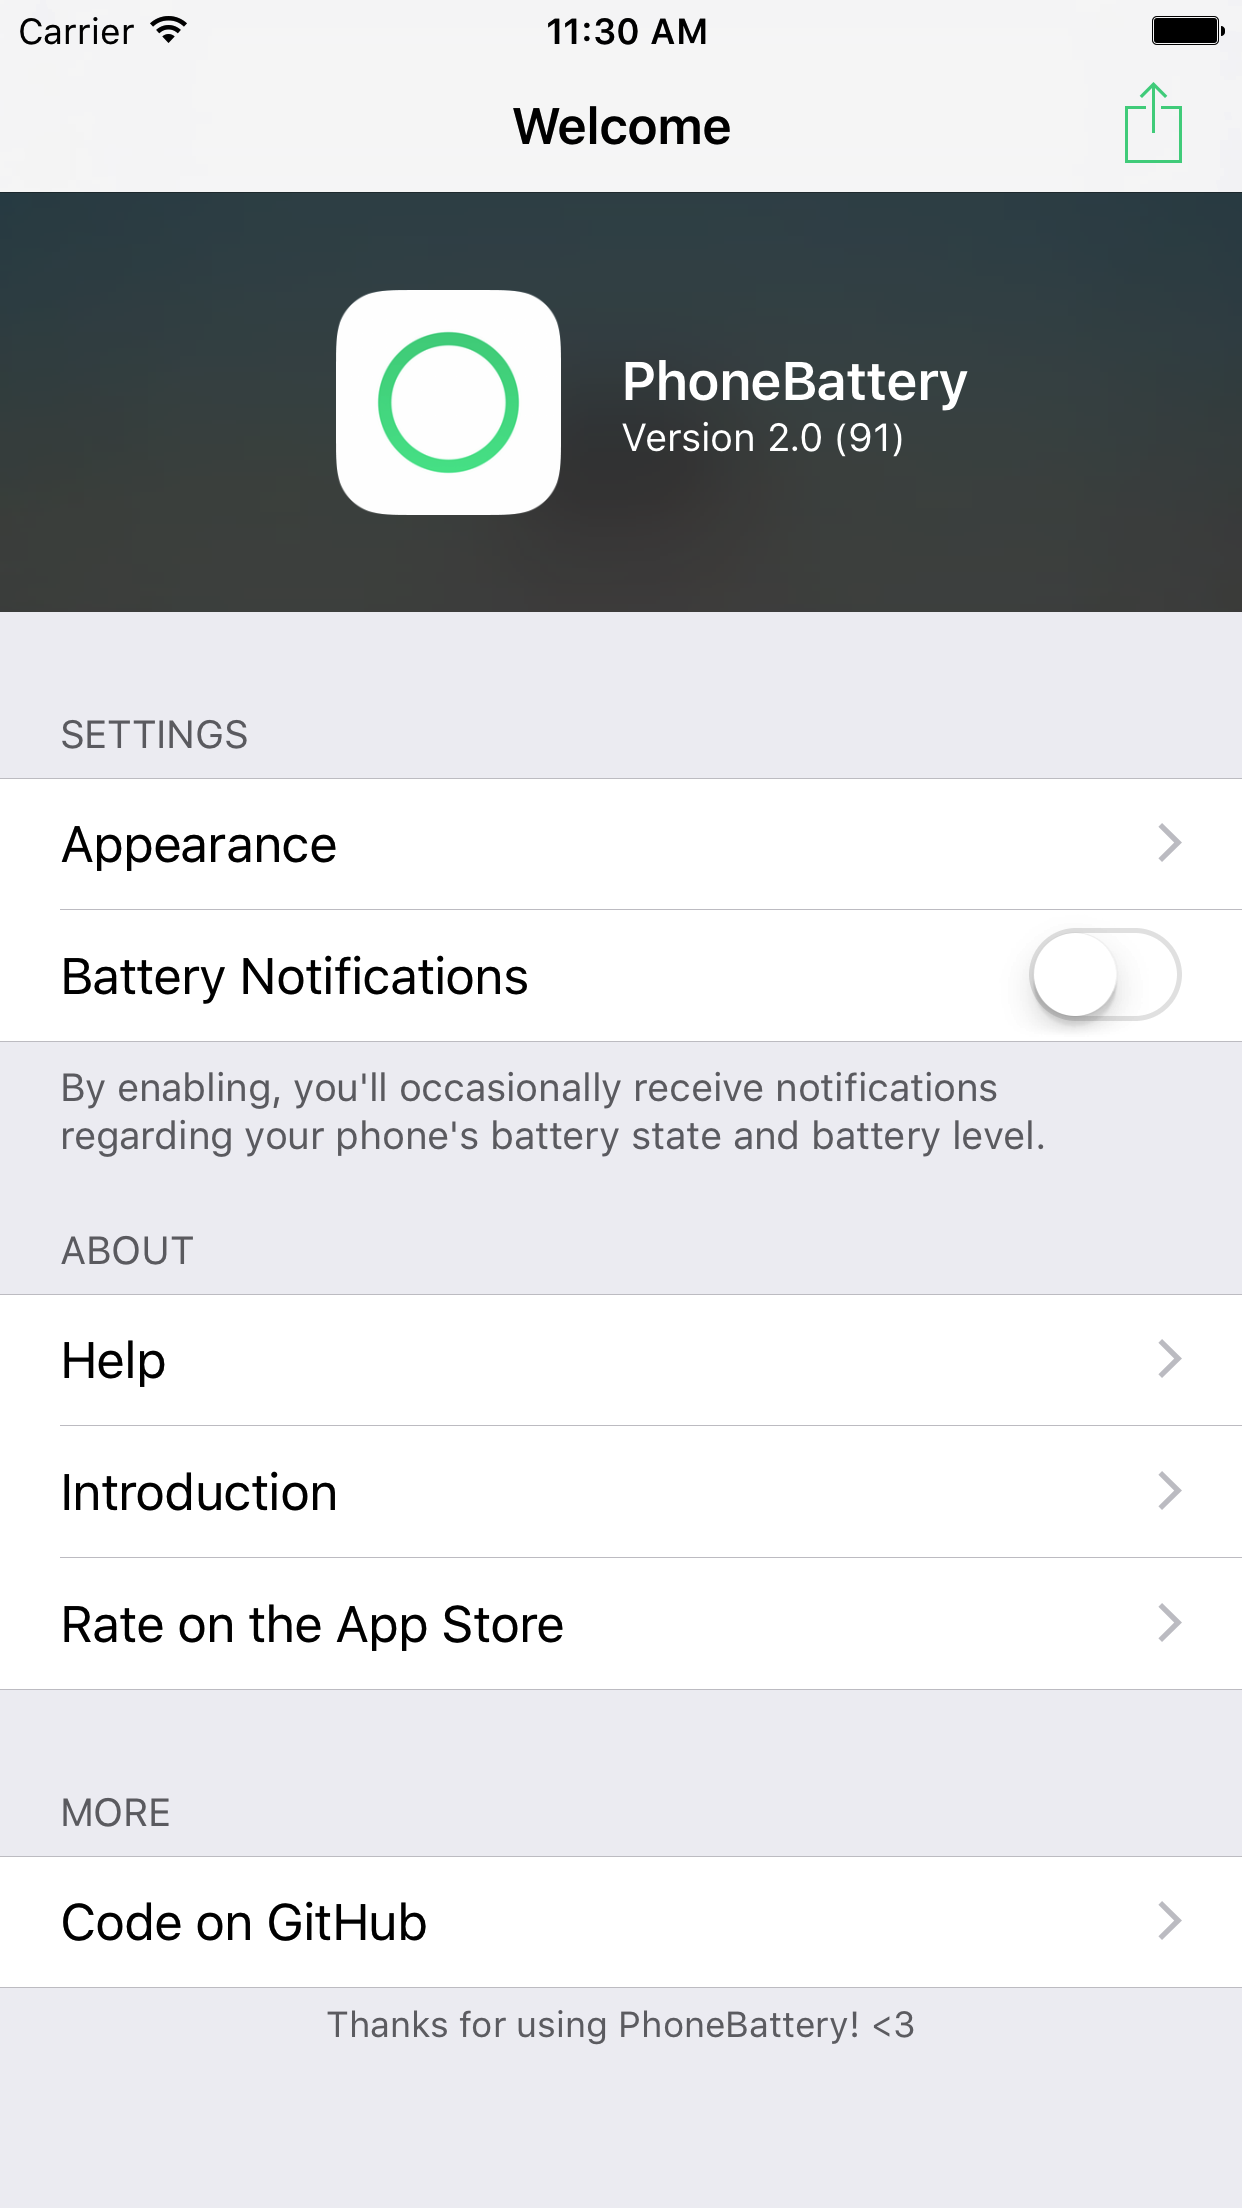 Carrier
11:30 AM
Welcome
PhoneBattery
Version 2.0 (91)
SETTINGS
Appearance
Battery Notifications
By enabling, you'll occasionally receive notifications
regarding your phone's battery state and battery level.
ABOUT
Help
Introduction
Rate on the App Store
MORE
Code on GitHub
Thanks for using PhoneBattery! <3